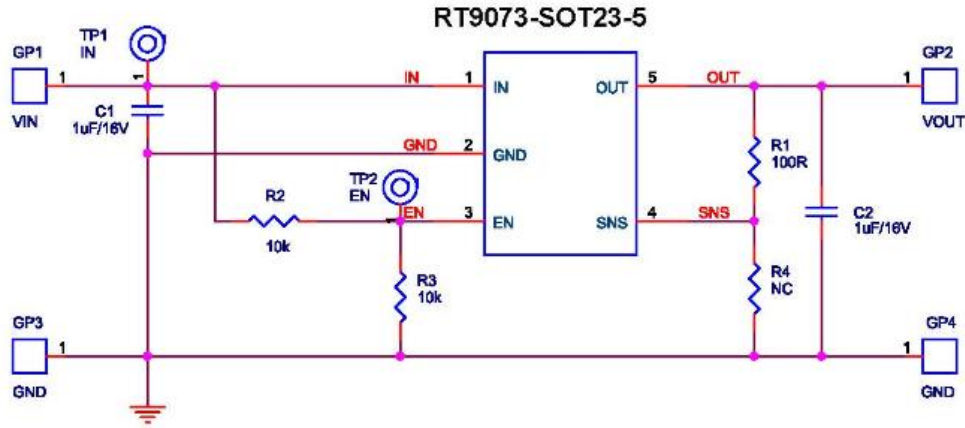 RT9073-SOT23-5
TP1
IN
GP1
1
VIN
1
C1
1uF/16V
IN
1
IN
GND
2
GND
TP2
EN
1
EN
3
EN
R2
10k
R3
10k
OUT
5
OUT
SNS
4
SNS
R1
100R
R4
NC
C2
1uF/16V
GP2
1
VOUT
GP3
1
GND
GP4
1
GND